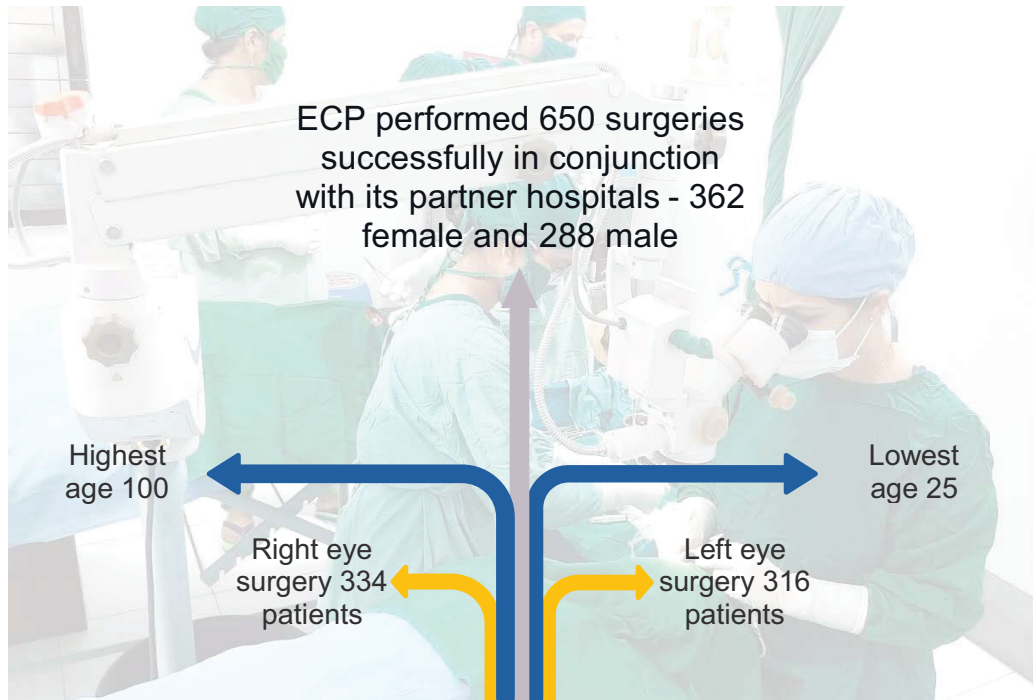 ECP performed 650 surgeries
successfully in conjunction
with its partner hospitals - 362
female and 288 male
Highest
age 100
Lowest
age 25
Right eye
surgery 334
patients
Left eye
surgery 316
patients